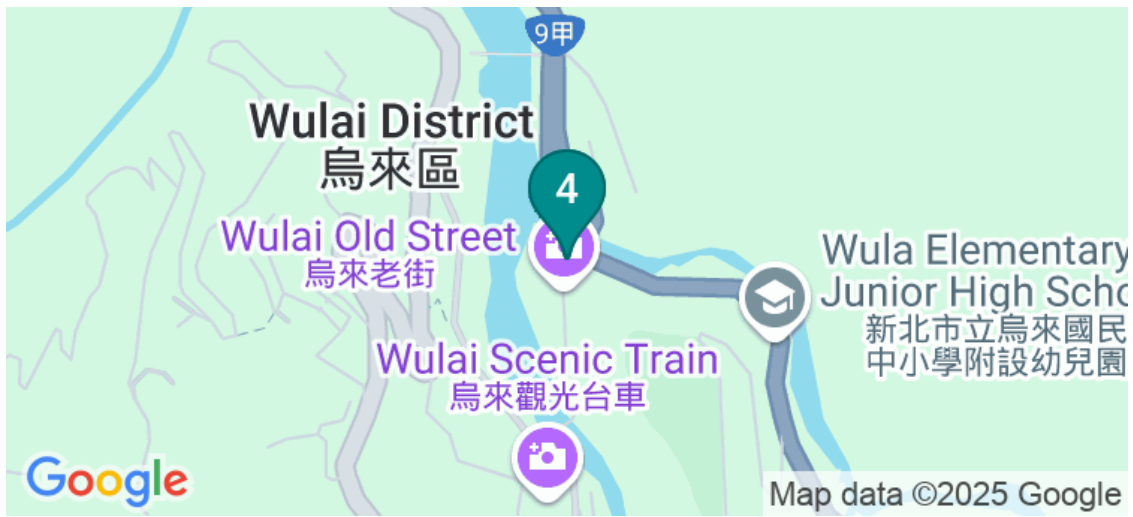 9甲
Wulai District
烏來區
4
Wulai Old Street
烏來老街
Wula Elementary
Junior High Scho
新北市立烏來國民
中小學附設幼兒園
Wulai Scenic Train
烏來觀光台車
Google
Map data ©2025 Google